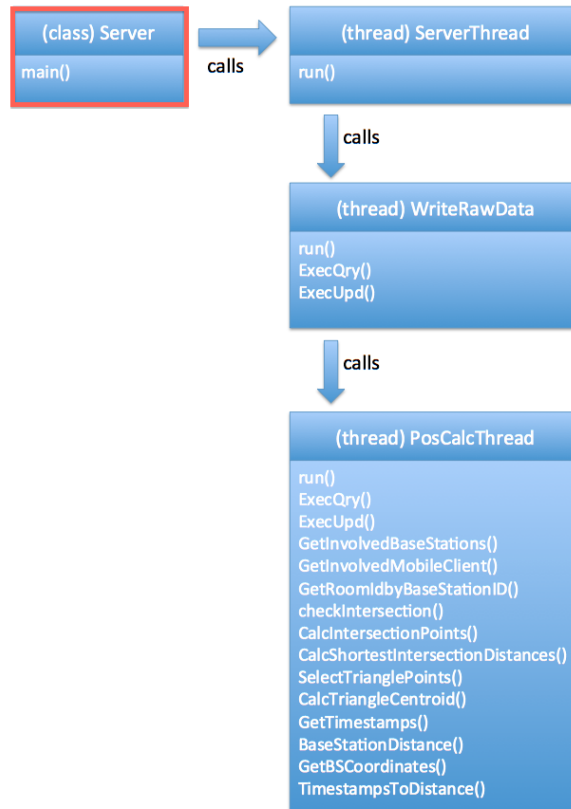 (class) Server
main()
calls
(thread) ServerThread
run()
calls
(thread) WriteRawData
run()
ExecQry()
ExecUpd()
calls
(thread) PosCalcThread
run()
ExecQry()
ExecUpd()
GetInvolvedBaseStations()
GetInvolvedMobileClient()
GetRoomIdbyBaseStationID()
checkIntersection()
CalcIntersectionPoints()
CalcShortestIntersectionDistances()
SelectTrianglePoints()
CalcTriangleCentroid()
GetTimestamps()
BaseStationDistance()
GetBSCoordinates()
TimestampsToDistance()